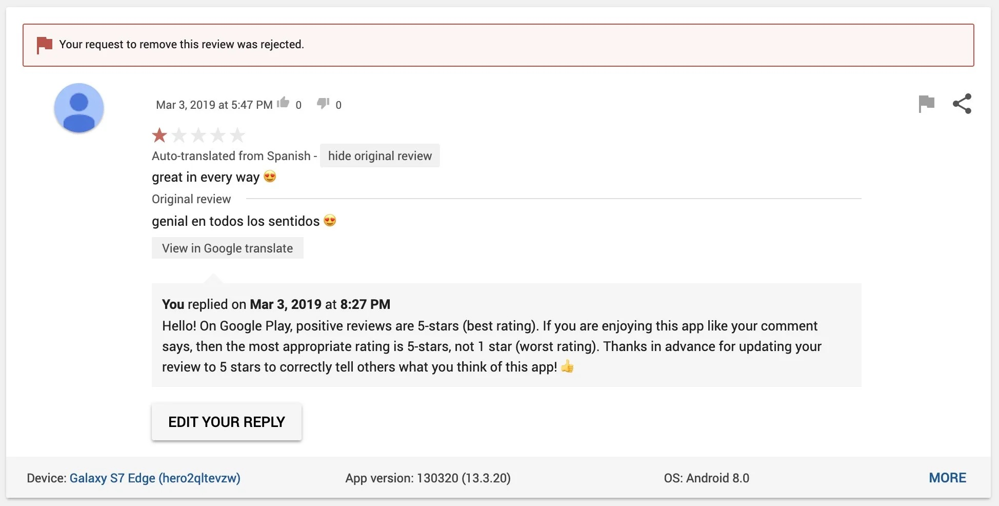 Your request to remove this review was rejected.
Mar 3, 2019 at 5:47 PM 0 0
Auto-translated from Spanish - hide original review
great in every way 😍
Original review
genial en todos los sentidos 😍
View in Google translate
You replied on Mar 3, 2019 at 8:27 PM
Hello! On Google Play, positive reviews are 5-stars (best rating). If you are enjoying this app like your comment
says, then the most appropriate rating is 5-stars, not 1 star (worst rating). Thanks in advance for updating your
review to 5 stars to correctly tell others what you think of this app! 👍
EDIT YOUR REPLY
Device: Galaxy S7 Edge (hero2qltevzw) App version: 130320 (13.3.20) OS: Android 8.0 MORE